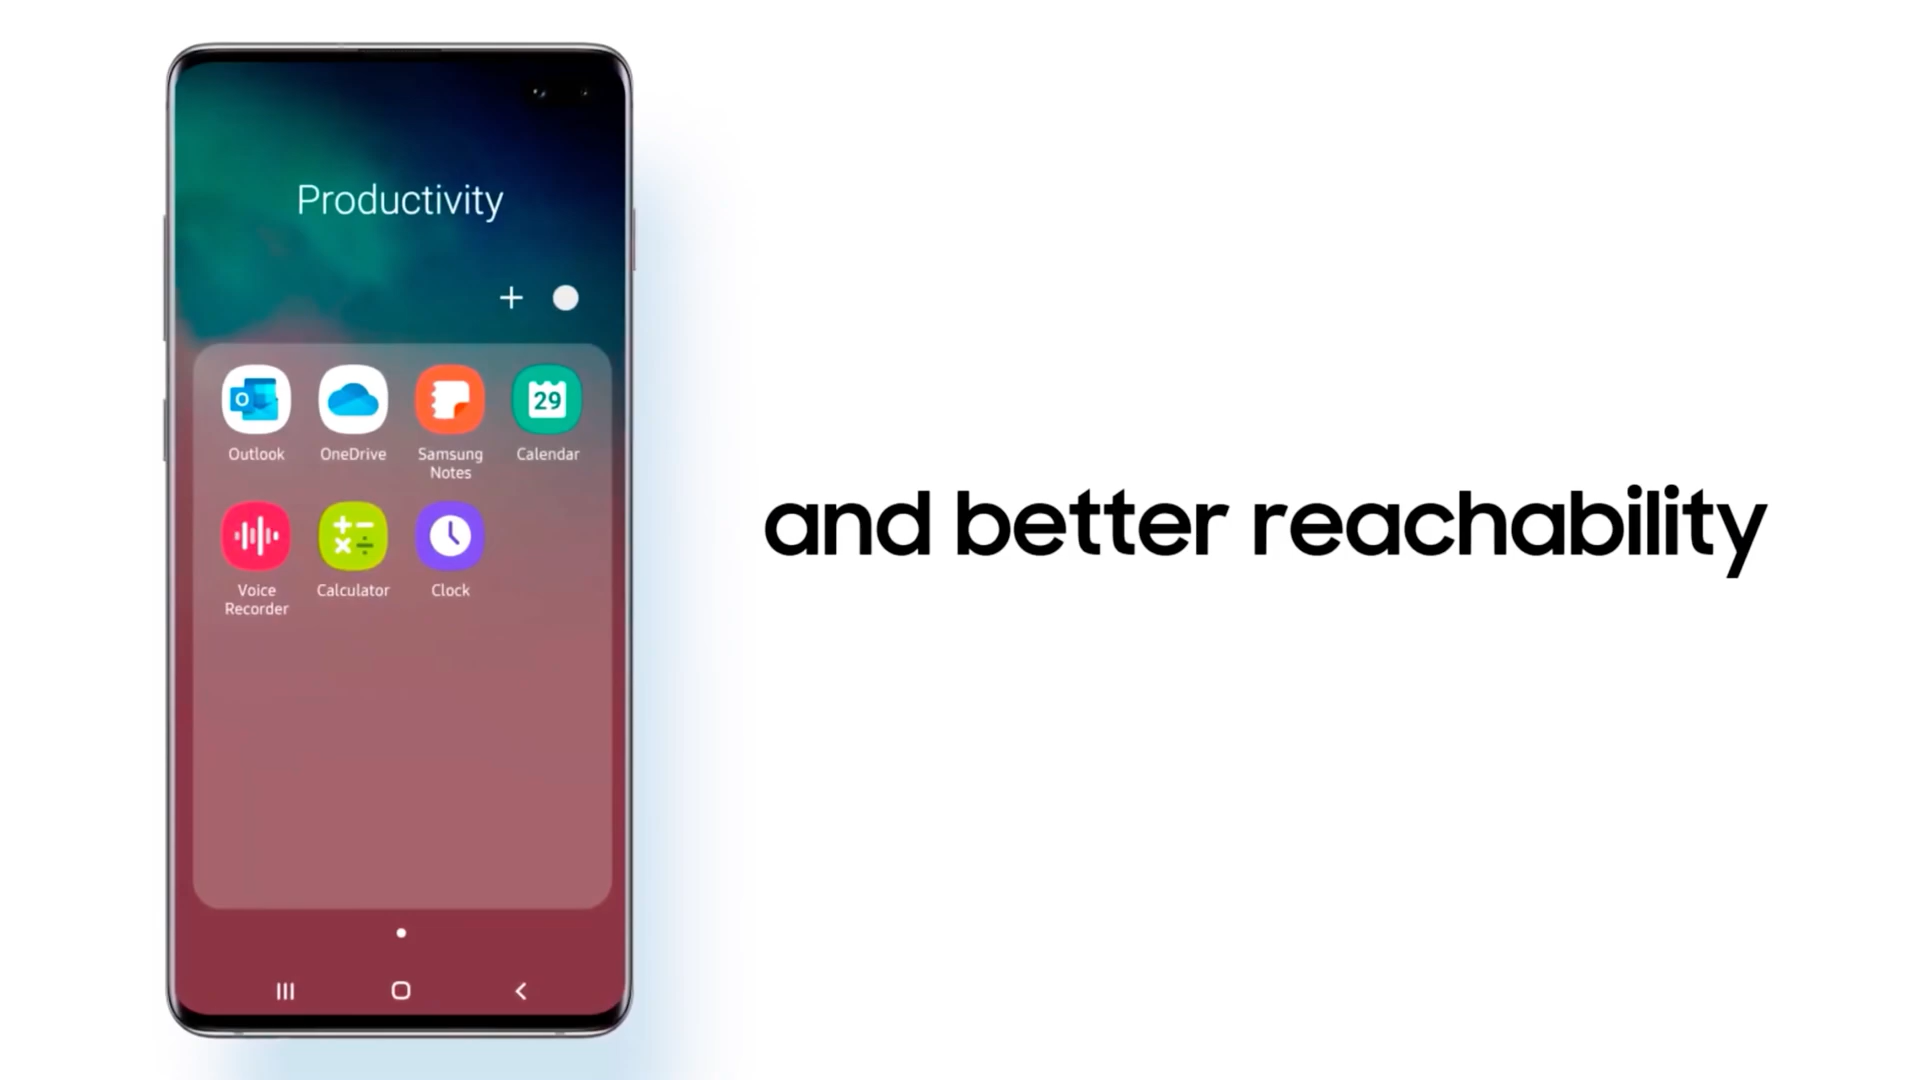 Productivity
O
29
Outlook
OneDrive
Samsung
Notes
Calendar
and better reachability
Voice
Recorder
Calculator
Clock